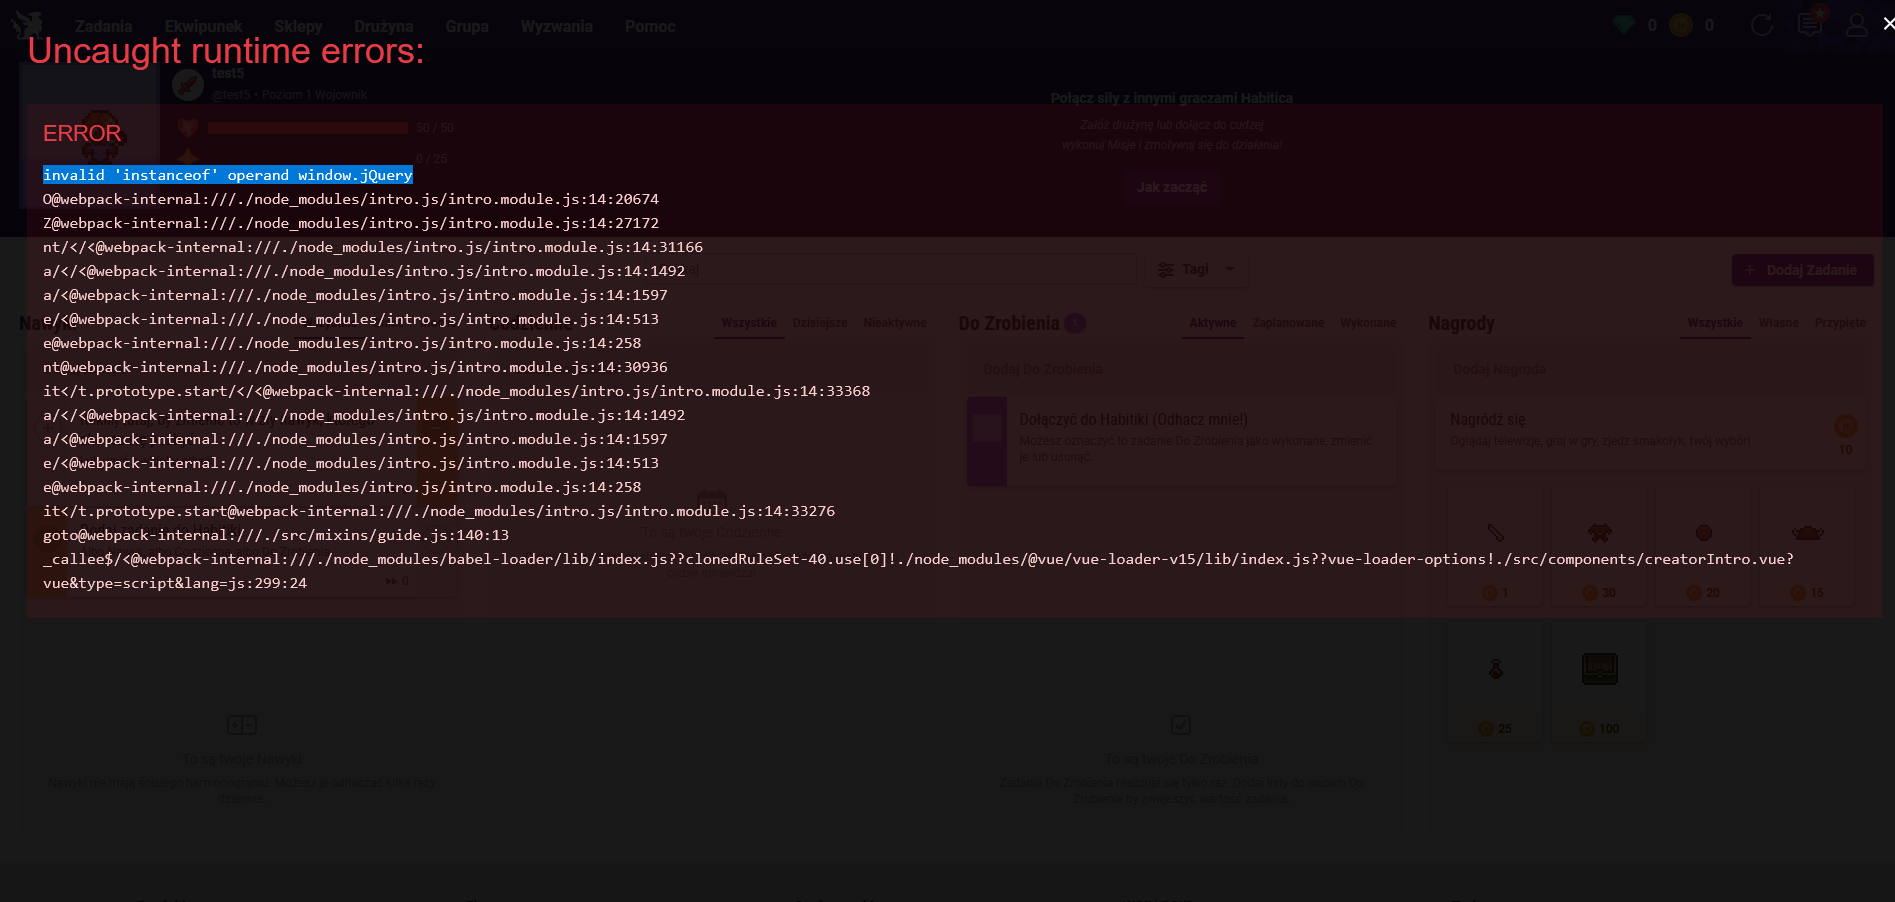 Zadania Ekwipunek Sklepy Drużyna Grupa Wyzwania Pomoc 0 0
Uncaught runtime errors:
test5
@test5 • Poziom 1 Wojownik
50 / 50
0 / 25
Połącz siły z innymi graczami Habitica
Załóż drużynę lub dołącz do cudzej
wykonuj Misje i zmotywuj się do działania!
Jak zacząć
ERROR
invalid 'instanceof' operand window.jQuery
O@webpack-internal:///./node_modules/intro.js/intro.module.js:14:20674
Z@webpack-internal:///./node_modules/intro.js/intro.module.js:14:27172
nt/</<@webpack-internal:///./node_modules/intro.js/intro.module.js:14:31166
a/</<@webpack-internal:///./node_modules/intro.js/intro.module.js:14:1492
a/<@webpack-internal:///./node_modules/intro.js/intro.module.js:14:1597
e/<@webpack-internal:///./node_modules/intro.js/intro.module.js:14:513
e@webpack-internal:///./node_modules/intro.js/intro.module.js:14:258
nt@webpack-internal:///./node_modules/intro.js/intro.module.js:14:30936
it</t.prototype.start/</<@webpack-internal:///./node_modules/intro.js/intro.module.js:14:33368
a/</<@webpack-internal:///./node_modules/intro.js/intro.module.js:14:1492
a/<@webpack-internal:///./node_modules/intro.js/intro.module.js:14:1597
e/<@webpack-internal:///./node_modules/intro.js/intro.module.js:14:513
e@webpack-internal:///./node_modules/intro.js/intro.module.js:14:258
it</t.prototype.start@webpack-internal:///./node_modules/intro.js/intro.module.js:14:33276
goto@webpack-internal:///./src/mixins/guide.js:140:13
_callee$/<@webpack-internal:///./node_modules/babel-loader/lib/index.js??clonedRuleSet-40.use[0]!./node_modules/@vue/vue-loader-v15/lib/index.js??vue-loader-options!./src/components/creatorIntro.vue?
vue&type=script&lang=js:299:24
Tagi
+ Dodaj Zadanie
Nawyki
Codzienne
Wszystkie Dzisiejsze Nieaktywne
Do Zrobienia 1
Aktywne Zaplanowane Wykonane
Nagrody
Wszystkie Własne Przypięte
Dodaj Do Zrobienia
Dodaj Nagroda
Dołączyć do Habitiki (Odhacz mnie!)
Możesz oznaczyć to zadanie Do Zrobienia jako wykonane, zmienić
je lub usunąć.
Nagródź się
Oglądaj telewizję, graj w gry, zjedz smakołyk, twój wybór!
10
Dodaj zadanie do Habitiki
To są twoje Codzienne
0
1 30 20 15
25 100
To są twoje Nawyki
Nawyki nie mają ścisłego harmonogramu. Możesz je odhaczać kilka razy
dziennie.
To są twoje Do Zrobienia
Zadania Do Zrobienia realizuje się tylko raz. Dodaj listy do swoich Do
Zrobienia by zwiększyć wartość zadania.